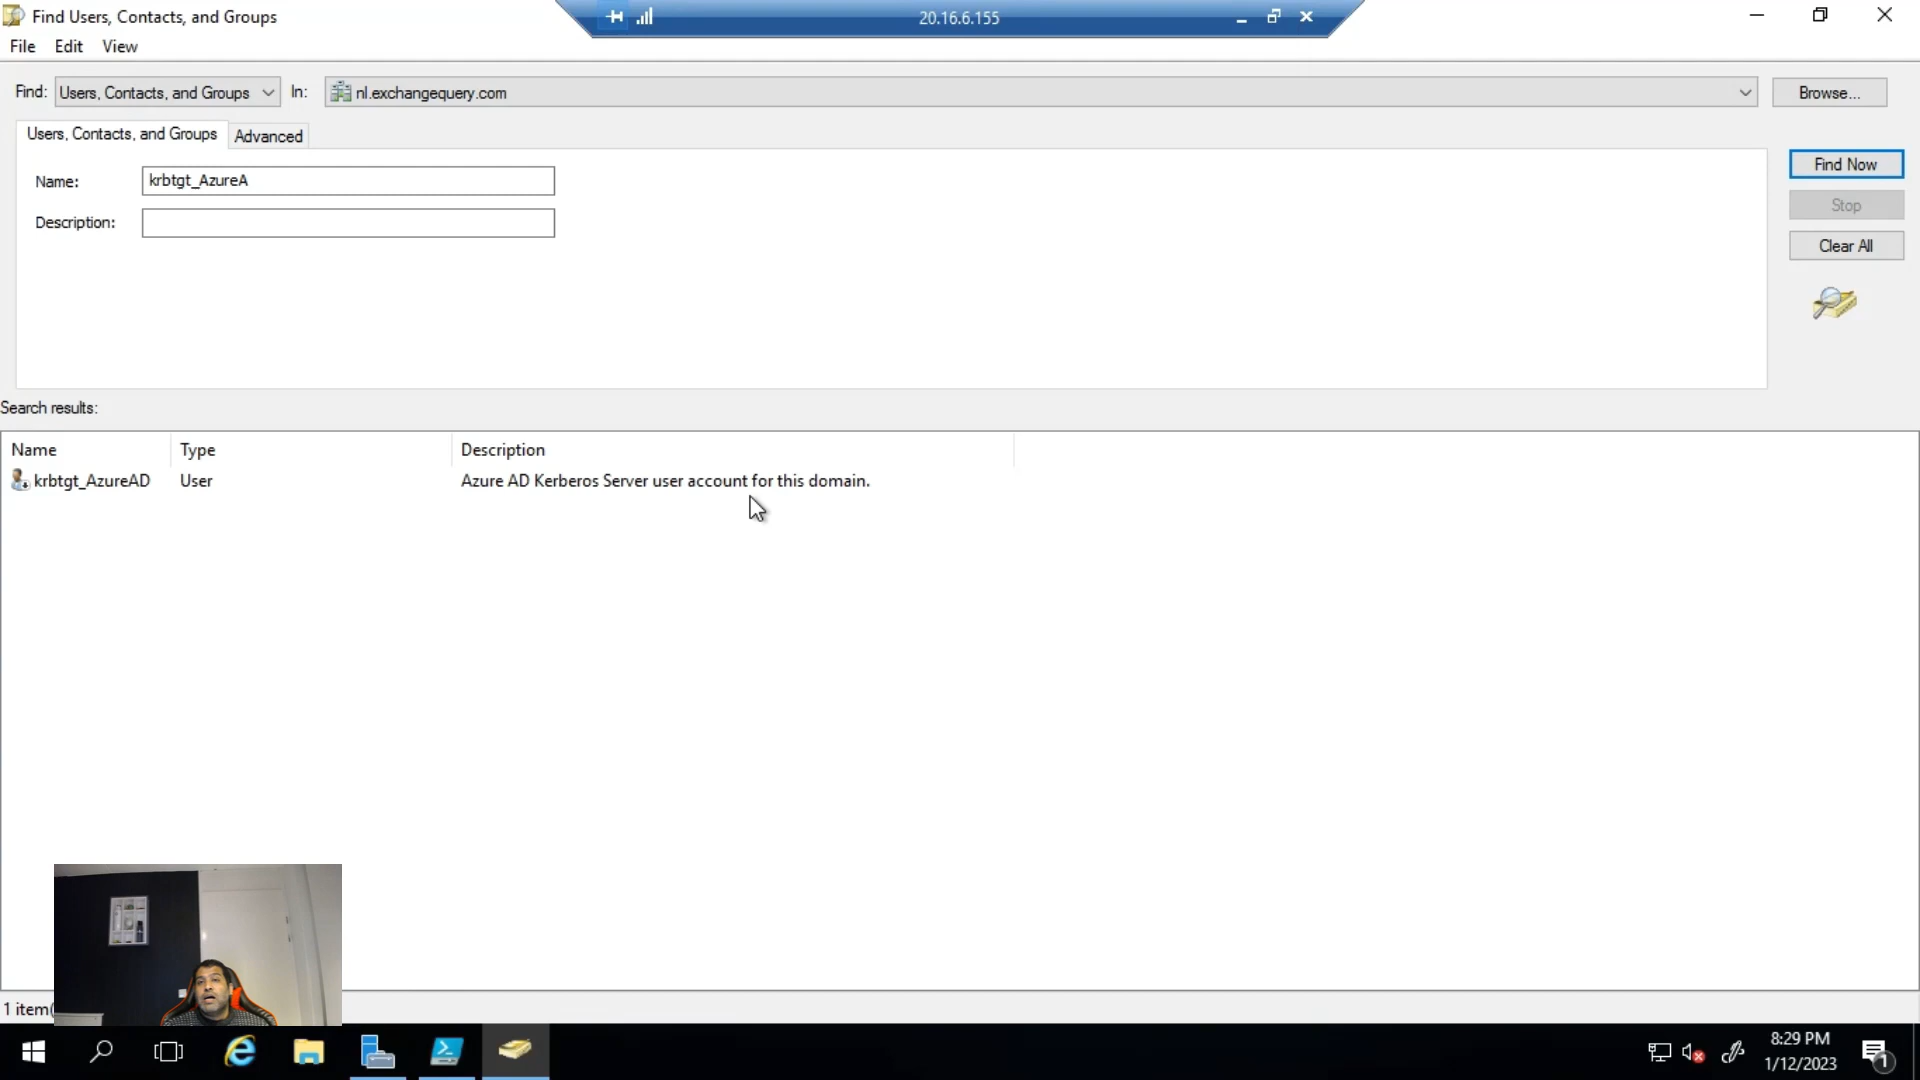 Find Users, Contacts, and Groups
20.16.6.155
File Edit View
Find: Users, Contacts, and Groups In: nl.exchangequery.com Browse...
Users, Contacts, and Groups Advanced
Name: krbtgt_AzureA
Description:
Find Now
Stop
Clear All
Search results:
Name Type Description
krbtgt_AzureAD User Azure AD Kerberos Server user account for this domain.
1 item(
8:29 PM
1/12/2023
1